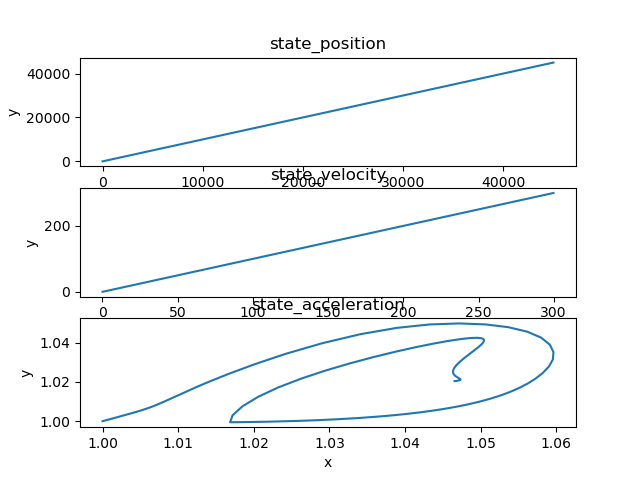 state_position
40000
20000
0
y
0 10000 20000 30000 40000
state_velocity
200
0
y
0 50 100 150 200 250 300
state_acceleration
1.04
1.02
1.00
y
1.00 1.01 1.02 1.03 1.04 1.05 1.06
x